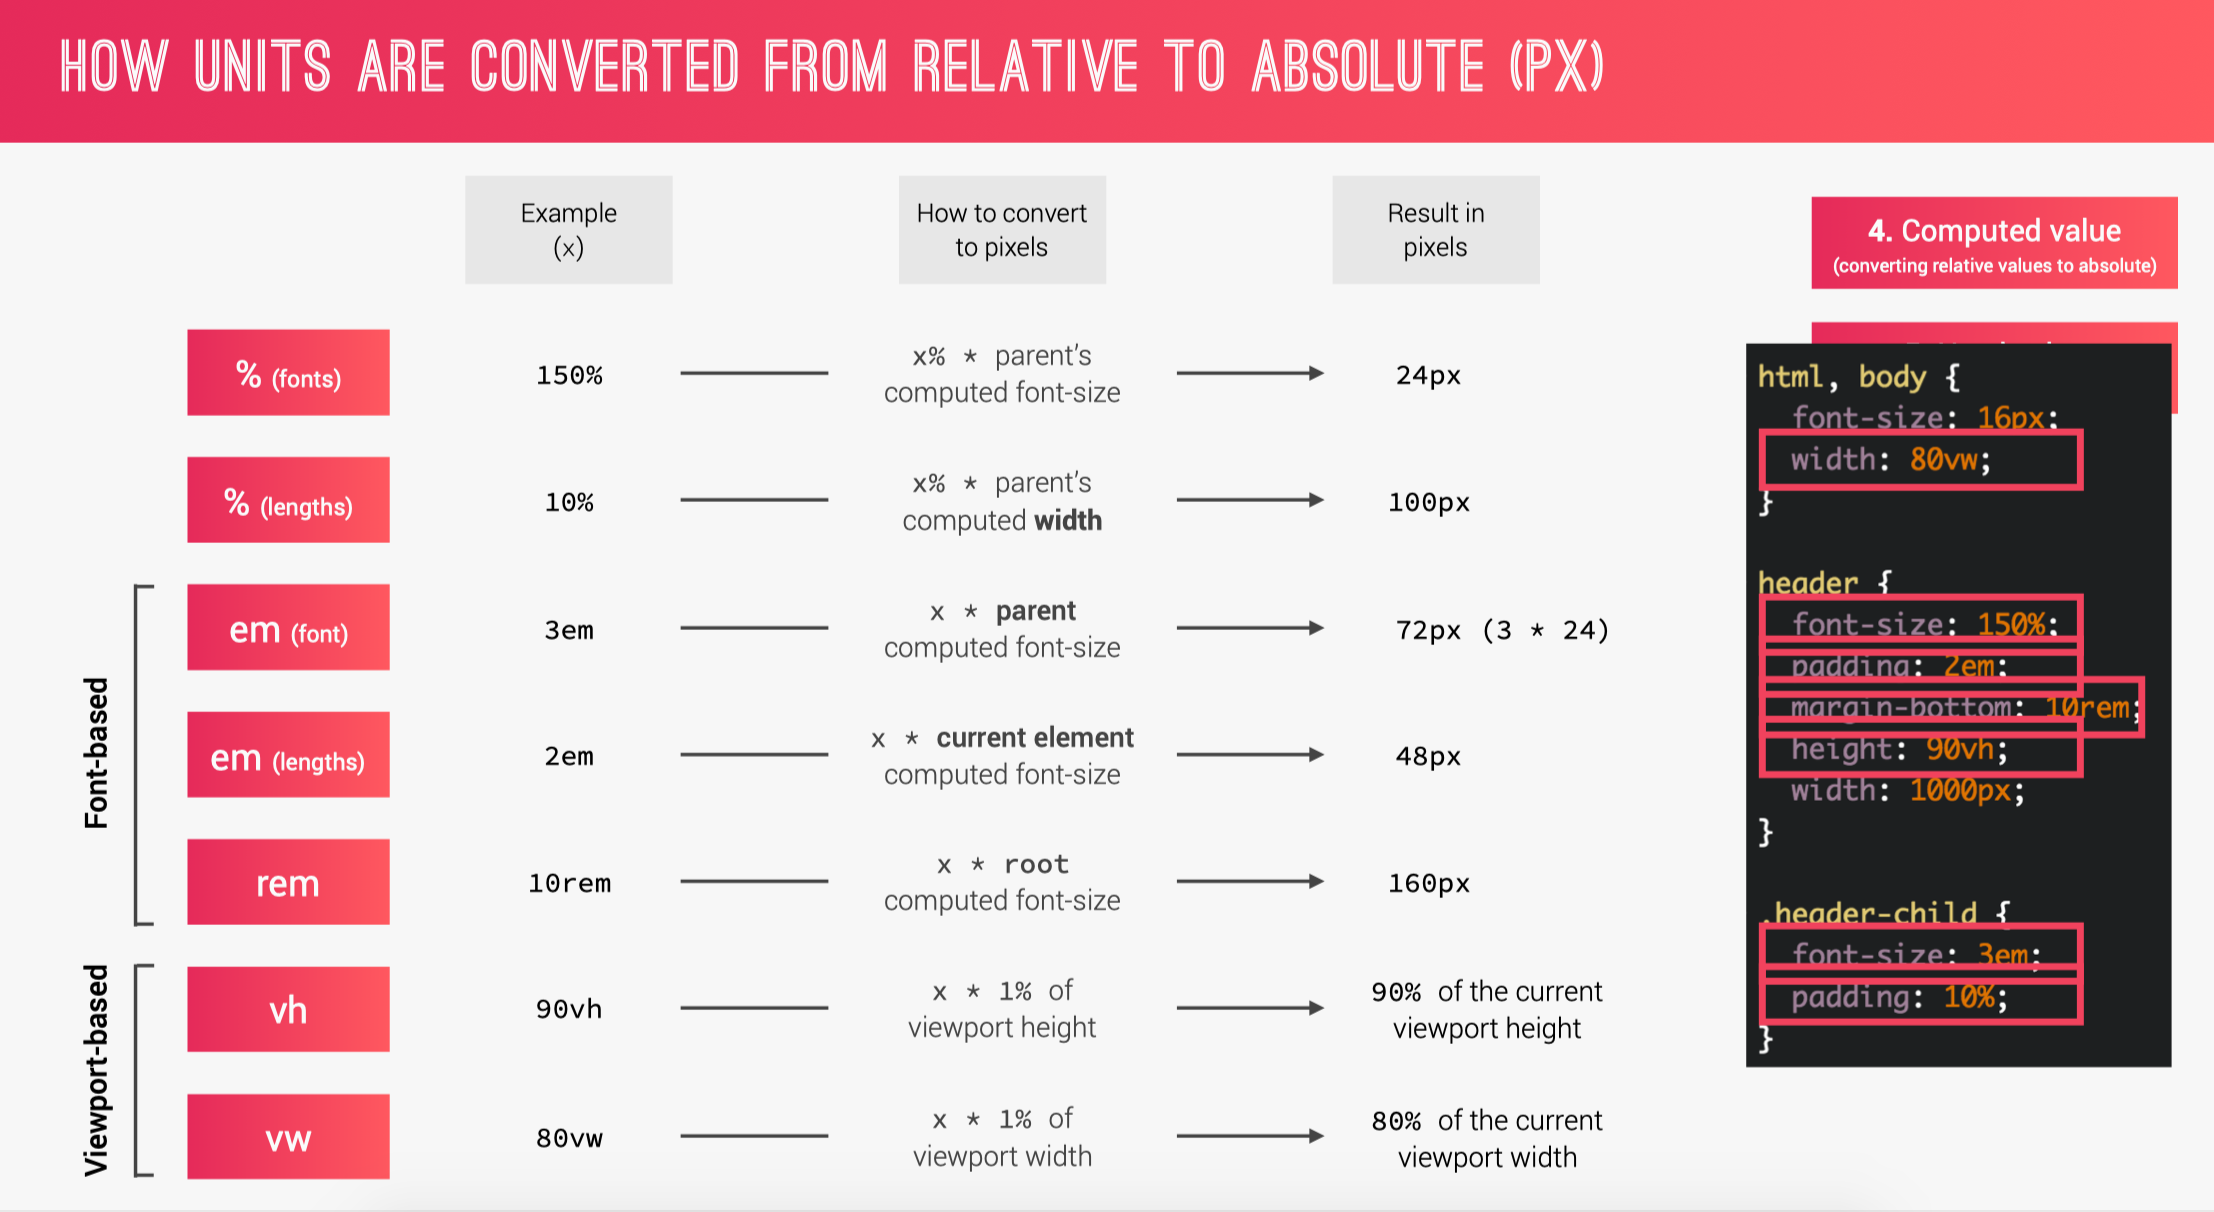 HOW UNITS ARE CONVERTED FROM RELATIVE TO ABSOLUTE (PX)
Example
(x)
How to convert
to pixels
Result in
pixels
4. Computed value
(converting relative values to absolute)
% (fonts)
150%
x% * parent's
computed font-size
24px
% (lengths)
10%
x% * parent's
computed width
100px
Font-based
em (font)
3em
x * parent
computed font-size
72px (3 * 24)
em (lengths)
2em
x * current element
computed font-size
48px
rem
10rem
x * root
computed font-size
160px
Viewport-based
vh
90vh
x * 1% of
viewport height
90% of the current
viewport height
vw
80vw
x * 1% of
viewport width
80% of the current
viewport width
html, body {
font-size: 16px;
width: 80vw;
}
header {
font-size: 150%;
padding: 2em;
margin-bottom: 10rem;
height: 90vh;
width: 1000px;
}
.header-child {
font-size: 3em;
padding: 10%;
}